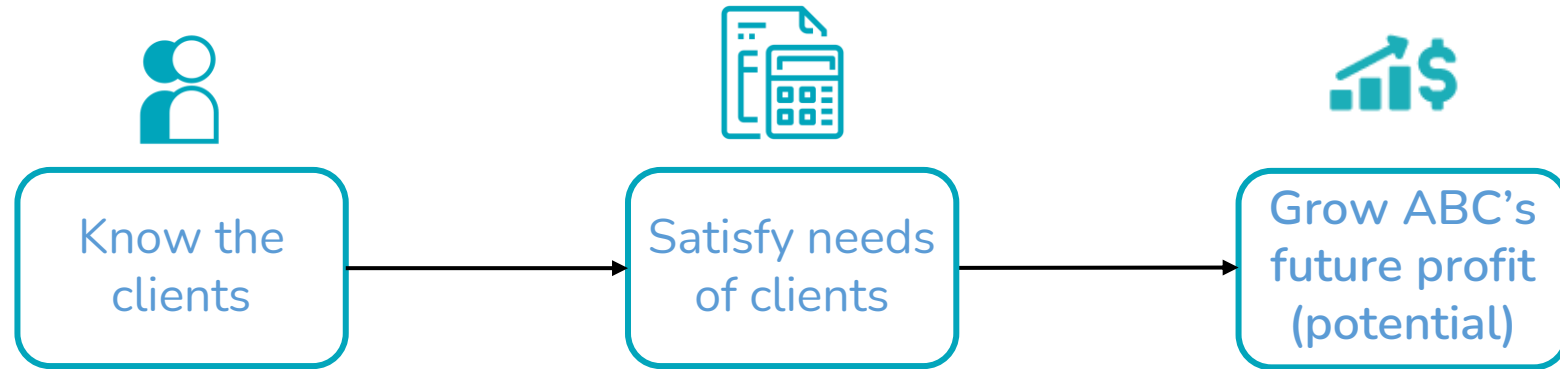 Know the
clients
Satisfy needs
of clients
Grow ABC’s
future profit
(potential)